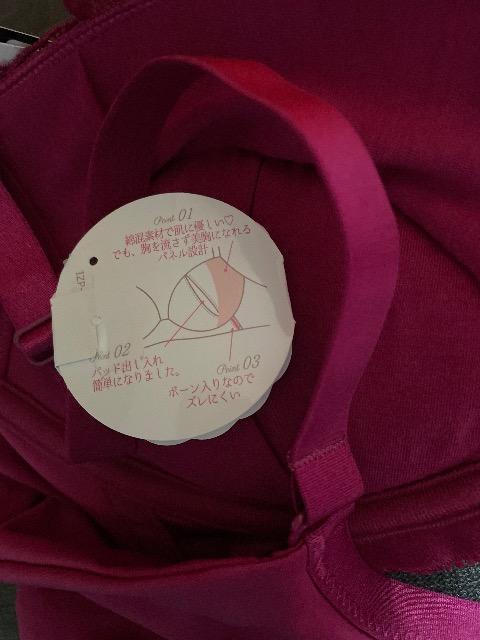 Point 01
綿混素材で肌に優しい♡
でも、胸を流さず美胸になれる
パネル設計
1ZP-
Point 02
パッド出し入れ
簡単になりました。
Point 03
ボーン入りなので
ズレにくい